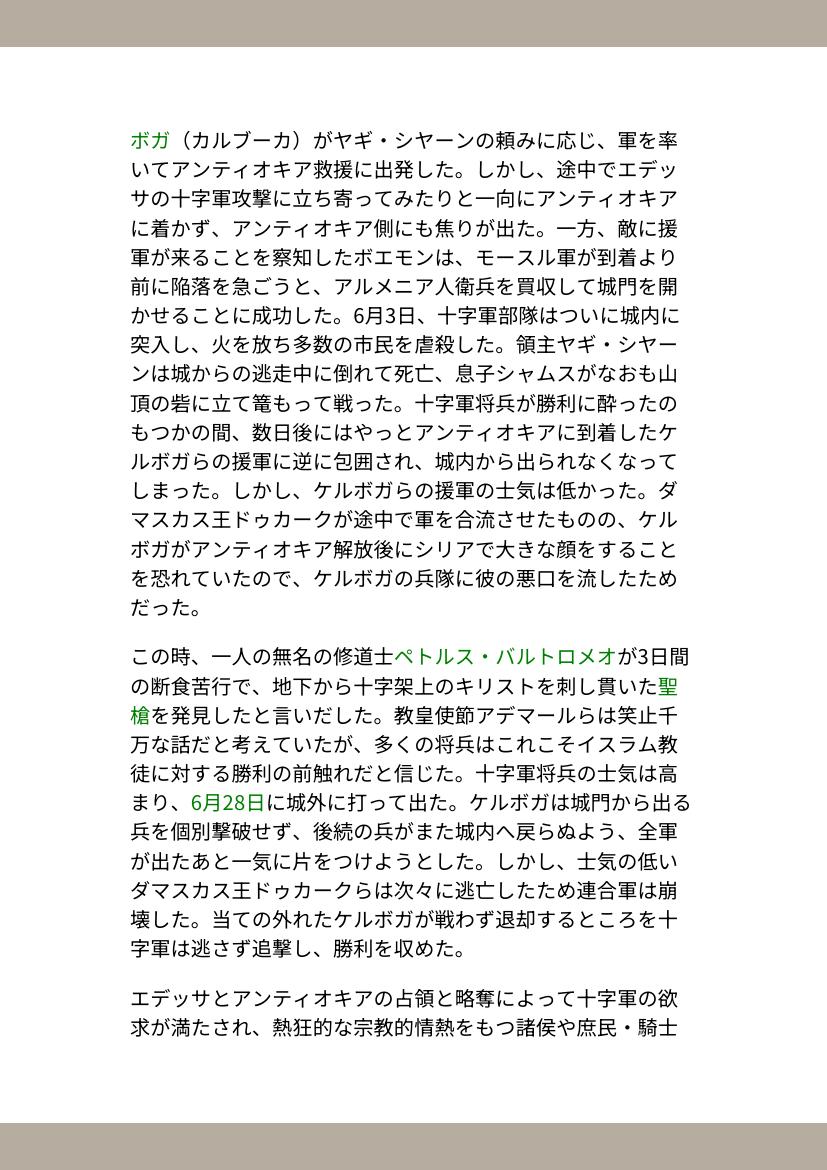 ボガ（カルブーカ）がヤギ・シヤーンの頼みに応じ、軍を率
いてアンティオキア救援に出発した。しかし、途中でエデッ
サの十字軍攻撃に立ち寄ってみたりと一向にアンティオキア
に着かず、アンティオキア側にも焦りが出た。一方、敵に援
軍が来ることを察知したボエモンは、モースル軍が到着より
前に陥落を急ごうと、アルメニア人衛兵を買収して城門を開
かせることに成功した。6月3日、十字軍部隊はついに城内に
突入し、火を放ち多数の市民を虐殺した。領主ヤギ・シヤー
ンは城からの逃走中に倒れて死亡、息子シャムスがなおも山
頂の砦に立て篭もって戦った。十字軍将兵が勝利に酔ったの
もつかの間、数日後にはやっとアンティオキアに到着したケ
ルボガらの援軍に逆に包囲され、城内から出られなくなって
しまった。しかし、ケルボガらの援軍の士気は低かった。ダ
マスカス王ドゥカークが途中で軍を合流させたものの、ケル
ボガがアンティオキア解放後にシリアで大きな顔をすること
を恐れていたので、ケルボガの兵隊に彼の悪口を流したため
だった。
この時、一人の無名の修道士ペトルス・バルトロメオが3日間
の断食苦行で、地下から十字架上のキリストを刺し貫いた聖
槍を発見したと言いだした。教皇使節アデマールらは笑止千
万な話だと考えていたが、多くの将兵はこれこそイスラム教
徒に対する勝利の前触れだと信じた。十字軍将兵の士気は高
まり、6月28日に城外に打って出た。ケルボガは城門から出る
兵を個別撃破せず、後続の兵がまた城内へ戻らぬよう、全軍
が出たあと一気に片をつけようとした。しかし、士気の低い
ダマスカス王ドゥカークらは次々に逃亡したため連合軍は崩
壊した。当ての外れたケルボガが戦わず退却するところを十
字軍は逃さず追撃し、勝利を収めた。
エデッサとアンティオキアの占領と略奪によって十字軍の欲
求が満たされ、熱狂的な宗教的情熱をもつ諸侯や庶民・騎士